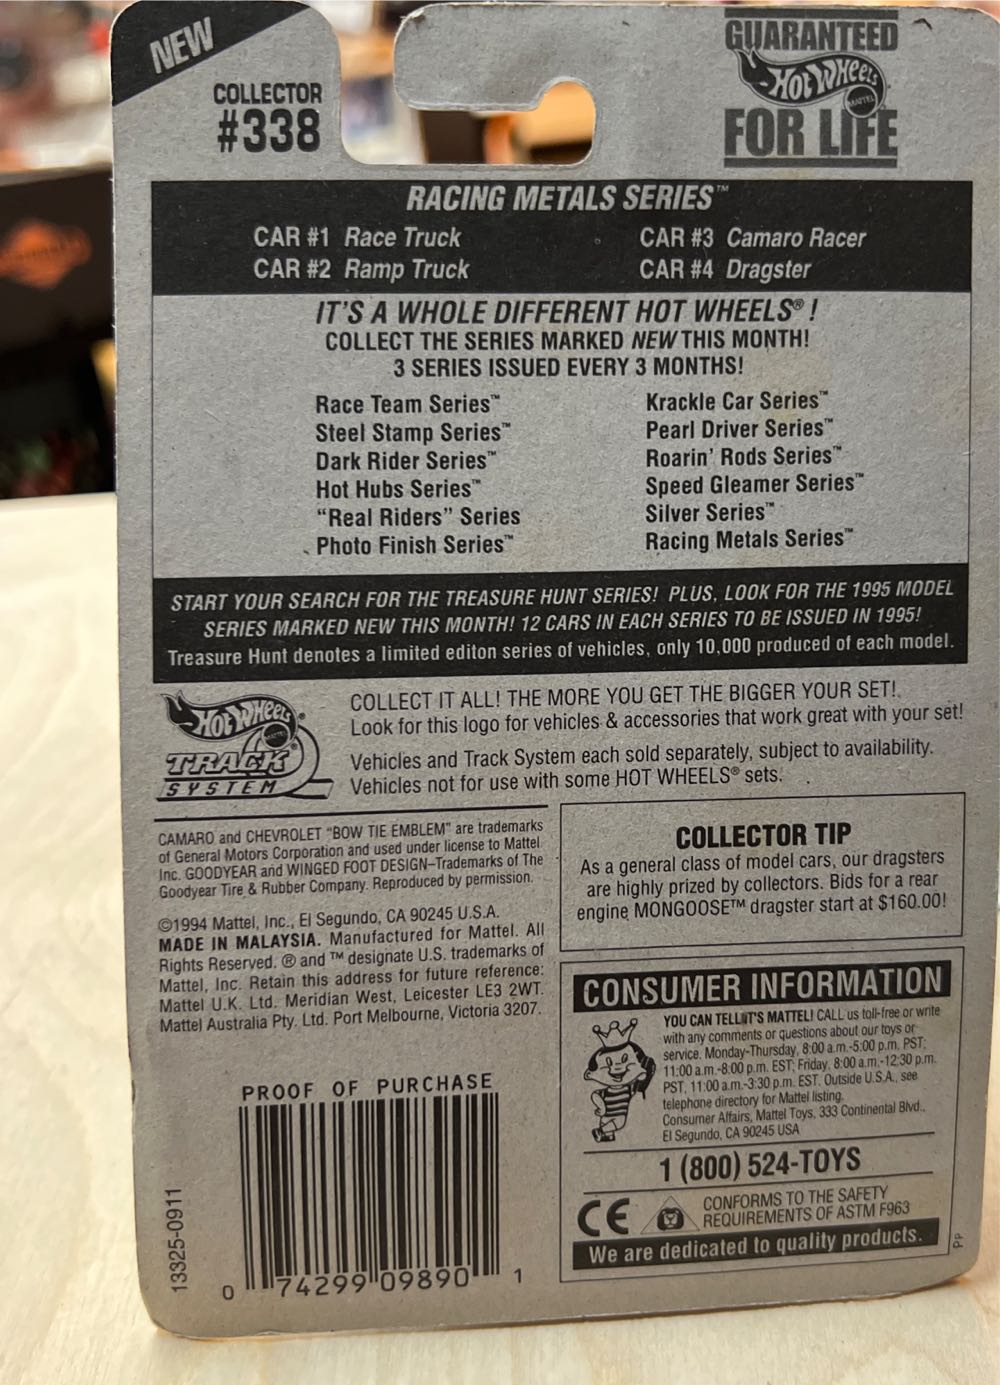 NEW
COLLECTOR
#338
GUARANTEED
HOT WHEELS
MATTEL
FOR LIFE
RACING METALS SERIES™
CAR #1 Race Truck
CAR #2 Ramp Truck
CAR #3 Camaro Racer
CAR #4 Dragster
IT'S A WHOLE DIFFERENT HOT WHEELS® !
COLLECT THE SERIES MARKED NEW THIS MONTH!
3 SERIES ISSUED EVERY 3 MONTHS!
Race Team Series™
Steel Stamp Series™
Dark Rider Series™
Hot Hubs Series™
"Real Riders" Series
Photo Finish Series™
Krackle Car Series™
Pearl Driver Series™
Roarin' Rods Series™
Speed Gleamer Series™
Silver Series™
Racing Metals Series™
START YOUR SEARCH FOR THE TREASURE HUNT SERIES! PLUS, LOOK FOR THE 1995 MODEL
SERIES MARKED NEW THIS MONTH! 12 CARS IN EACH SERIES TO BE ISSUED IN 1995!
Treasure Hunt denotes a limited editon series of vehicles, only 10,000 produced of each model.
HOT WHEELS®
MATTEL
TRACK®
SYSTEM
COLLECT IT ALL! THE MORE YOU GET THE BIGGER YOUR SET!
Look for this logo for vehicles & accessories that work great with your set!
Vehicles and Track System each sold separately, subject to availability.
Vehicles not for use with some HOT WHEELS® sets.
CAMARO and CHEVROLET "BOW TIE EMBLEM" are trademarks
of General Motors Corporation and used under license to Mattel
Inc. GOODYEAR and WINGED FOOT DESIGN–Trademarks of The
Goodyear Tire & Rubber Company. Reproduced by permission.
©1994 Mattel, Inc., El Segundo, CA 90245 U.S.A.
MADE IN MALAYSIA. Manufactured for Mattel. All
Rights Reserved. ® and ™ designate U.S. trademarks of
Mattel, Inc. Retain this address for future reference:
Mattel U.K. Ltd. Meridian West, Leicester LE3 2WT.
Mattel Australia Pty. Ltd. Port Melbourne, Victoria 3207.
COLLECTOR TIP
As a general class of model cars, our dragsters
are highly prized by collectors. Bids for a rear
engine MONGOOSE™ dragster start at $160.00!
CONSUMER INFORMATION
YOU CAN TELL IT'S MATTEL! CALL us toll-free or write
with any comments or questions about our toys or
service. Monday-Thursday, 8:00 a.m.-5:00 p.m. PST;
11:00 a.m.-8:00 p.m. EST; Friday, 8:00 a.m.-12:30 p.m.
PST, 11:00 a.m.-3:30 p.m. EST. Outside U.S.A., see
telephone directory for Mattel listing.
Consumer Affairs, Mattel Toys, 333 Continental Blvd.,
El Segundo, CA 90245 USA
1 (800) 524-TOYS
CE
CONFORMS TO THE SAFETY
REQUIREMENTS OF ASTM F963
We are dedicated to quality products.
PP
PROOF OF PURCHASE
13325-0911
0 74299 09890 1